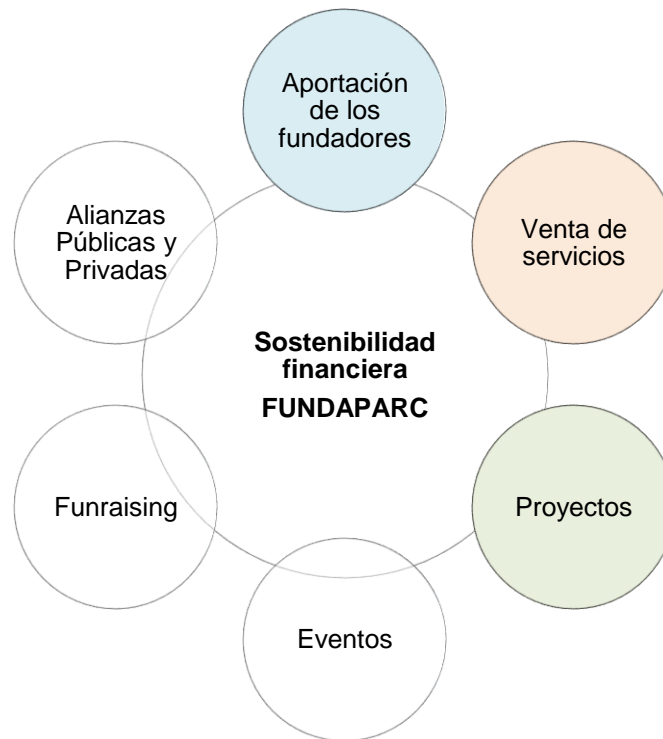 Aportación
de los
fundadores
Venta de
servicios
Proyectos
Eventos
Funraising
Alianzas
Públicas y
Privadas
Sostenibilidad
financiera
FUNDAPARC